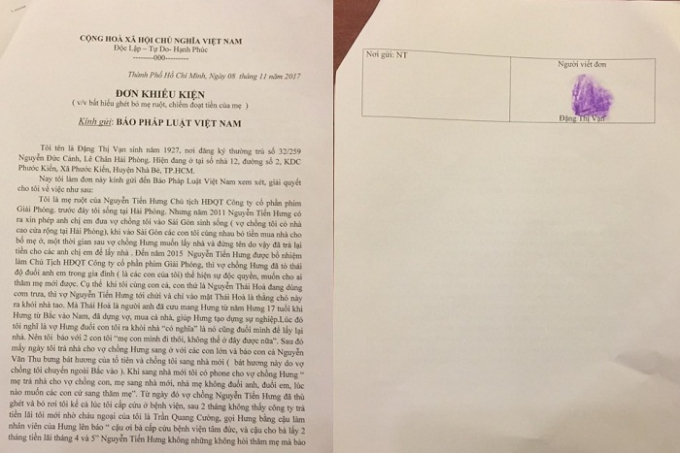 CỘNG HOÀ XÃ HỘI CHỦ NGHĨA VIỆT NAM
Độc Lập – Tự Do- Hạnh Phúc
--------000--------
Thành Phố Hồ Chí Minh, Ngày 08 tháng 11 năm 2017
ĐƠN KHIẾU KIỆN
( v/v bất hiếu ghét bỏ mẹ ruột, chiếm đoạt tiền của mẹ )
Kính gửi: BÁO PHÁP LUẬT VIỆT NAM
Tôi tên là Đặng Thị Vạn sinh năm 1927, nơi đăng ký thường trú số 32/259
Nguyễn Đức Cảnh, Lê Chân Hải Phòng. Hiện đang ở tại số nhà 12, đường số 2, KDC
Phước Kiển, Xã Phước Kiển, Huyện Nhà Bè, TP.HCM.
Nay tôi làm đơn này kính gửi đến Báo Pháp Luật Việt Nam xem xét, giải quyết
cho tôi về việc như sau:
Tôi là mẹ ruột của Nguyễn Tiến Hưng Chủ tịch HĐQT Công ty cổ phần phim
Giải Phóng. trước đây tôi sống tại Hải Phòng. Nhưng năm 2011 Nguyễn Tiến Hưng có
ra xin phép anh chị em đưa vợ chồng tôi vào Sài Gòn sinh sống ( vợ chồng tôi có nhà
cao cửa rộng tại Hải Phòng), khi vào Sài Gòn các con tôi cùng nhau bỏ tiền mua nhà cho
bố mẹ ở, một thời gian sau vợ chồng Hưng muốn lấy nhà và đứng tên do vậy đã trả lại
tiền cho các anh chị em để lấy nhà . Đến năm 2015 Nguyễn Tiến Hưng được bổ nhiệm
làm Chủ Tịch HĐQT Công ty cổ phần phim Giải Phóng, thì vợ chồng Hưng đã tỏ thái
độ đuổi anh em trong gia đình ( là các con của tôi) thể hiện sự độc quyền, muốn cho ai
thăm mẹ mới được. Cụ thể khi tôi cùng con cả, con thứ là Nguyễn Thái Hoà đang dùng
cơm trưa, thì vợ Nguyễn Tiến Hưng tới chửi và chỉ vào mặt Thái Hoà là thằng chó này
ra khỏi nhà tao. Mà Thái Hoà là người anh đã cưu mang Hưng từ năm Hưng 17 tuổi khi
Hưng từ Bắc vào Nam, đã dựng vợ, mua cả nhà, giúp Hưng tạo dựng sự nghiệp.Lúc đó
tôi nghĩ là vợ Hưng đuổi con tôi ra khỏi nhà "có nghĩa" là nó cũng đuổi mình để lấy lại
nhà. Nên tôi bảo với 2 con tôi "mẹ con mình đi thôi, không thể ở đây được nữa". Sau đó
mấy ngày tôi trả nhà cho vợ chồng Hưng sang ở với các con lớn và bảo con cả Nguyễn
Văn Thu bưng bát hương của tổ tiên và chồng tôi sang nhà mới ( bát hương này do vợ
chồng tôi chuyển ngoài Bắc vào ). Khi sang nhà mới tôi có phone cho vợ chồng Hưng "
mẹ trả nhà cho vợ chồng con, mẹ sang nhà mới, nhà mẹ không đuổi anh, đuổi em, lúc
nào muốn các con cứ sang thăm mẹ". Từ ngày đó vợ chồng Nguyễn Tiến Hưng đã thù
ghét và bỏ rơi tôi kể cả lúc tôi cấp cứu ở bệnh viện, sau 2 tháng không thấy công ty trả
tiền lãi tôi mới nhờ cháu ngoại của tôi là Trần Quang Cường, gọi Hưng bằng cậu làm
nhân viên của Hưng lên báo " cậu ơi bà cấp cứu bệnh viện tâm đức, và cậu cho bà lấy 2
tháng tiền lãi tháng 4 và 5" Nguyễn Tiến Hưng không những không hỏi thăm mẹ mà bảo
Nơi gửi: NT
Người viết đơn
Đặng Thị Vạn